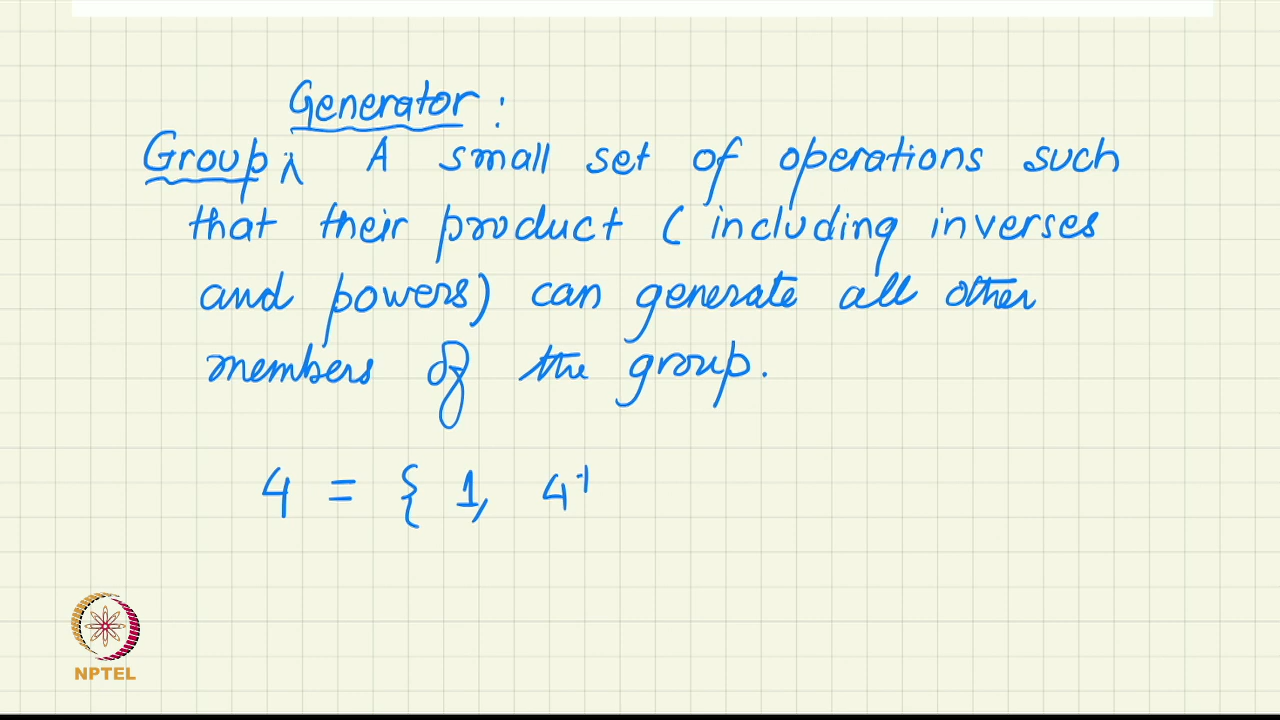 Generator :
Group A small set of operations such
that their product ( including inverses
and powers) can generate all other
members of the group.
4 = { 1, 4⁺
NPTEL